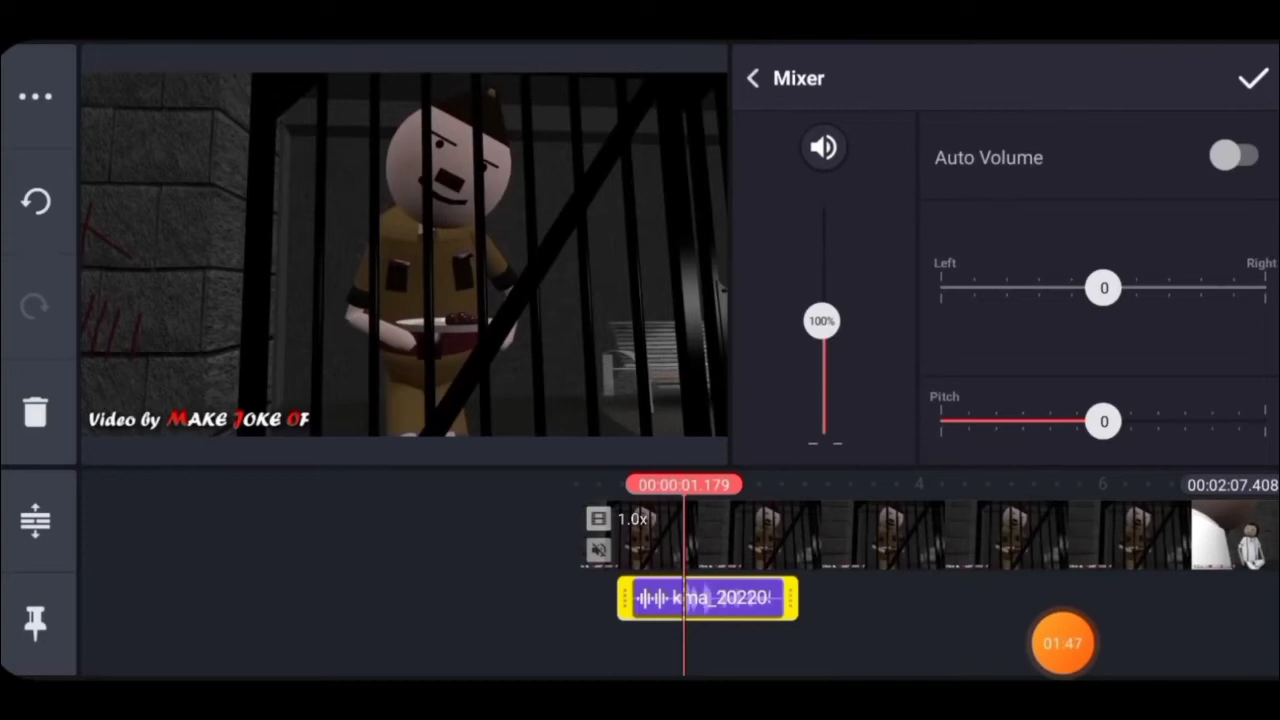 Mixer
Auto Volume
Left
Right
100%
0
Pitch
0
Video by MAKE JOKE OF
00:00:01.179
4
6
00:02:07.408
1.0x
kma_20220!
01:47